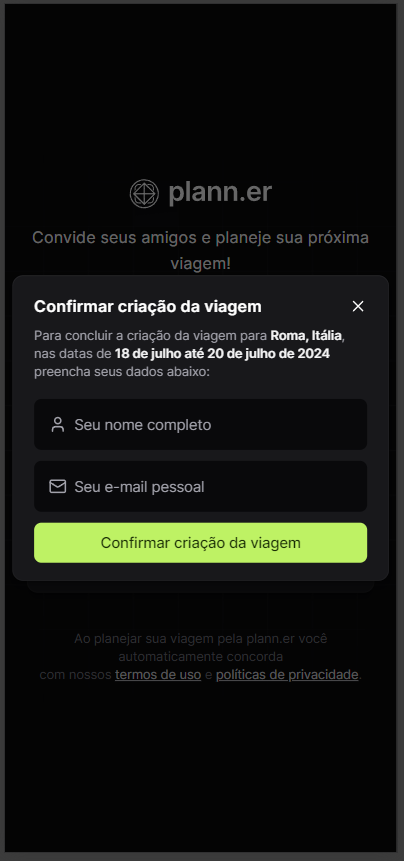 plann.er
Convide seus amigos e planeje sua próxima
viagem!
Confirmar criação da viagem
Para concluir a criação da viagem para Roma, Itália,
nas datas de 18 de julho até 20 de julho de 2024
preencha seus dados abaixo:
Seu nome completo
Seu e-mail pessoal
Confirmar criação da viagem
Ao planejar sua viagem pela plann.er você
automaticamente concorda
com nossos termos de uso e políticas de privacidade.